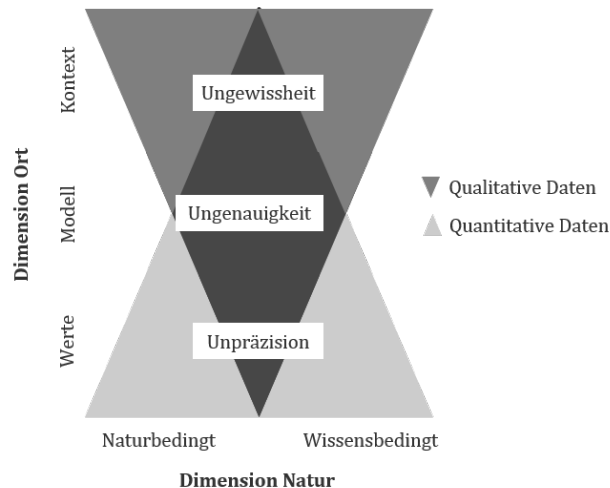 Kontext
Ungewissheit
Dimension Ort
Modell
Ungenauigkeit
Qualitative Daten
Quantitative Daten
Werte
Unpräzision
Naturbedingt
Wissensbedingt
Dimension Natur